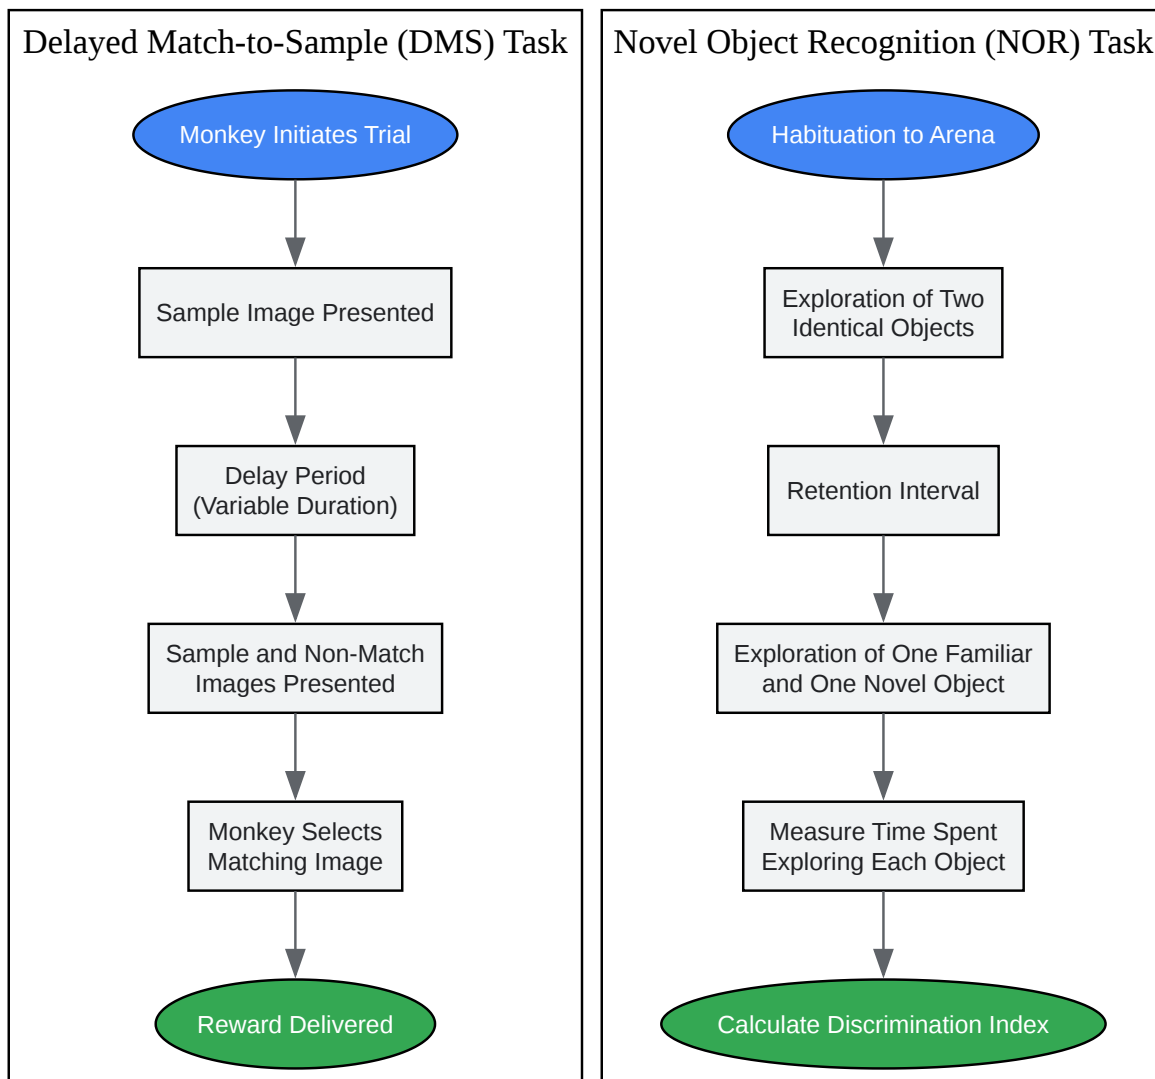 Delayed Match-to-Sample (DMS) Task
Monkey Initiates Trial
Sample Image Presented
Delay Period
(Variable Duration)
Sample and Non-Match
Images Presented
Monkey Selects
Matching Image
Reward Delivered
Novel Object Recognition (NOR) Task
Habituation to Arena
Exploration of Two
Identical Objects
Retention Interval
Exploration of One Familiar
and One Novel Object
Measure Time Spent
Exploring Each Object
Calculate Discrimination Index